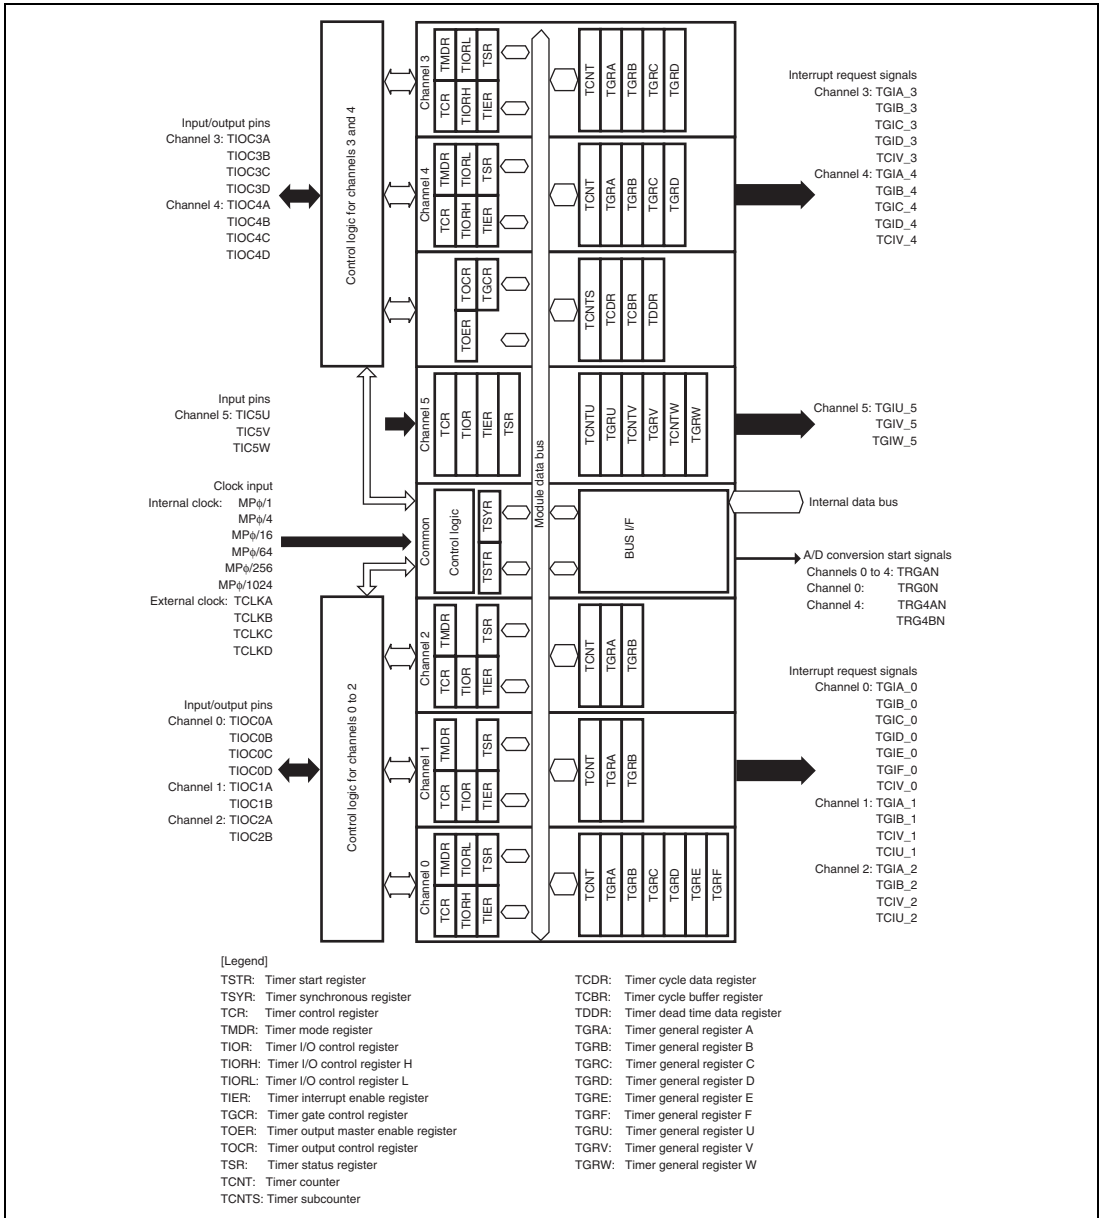 Input/output pins
Channel 3: TIOC3A
TIOC3B
TIOC3C
TIOC3D
Channel 4: TIOC4A
TIOC4B
TIOC4C
TIOC4D
Input pins
Channel 5: TIC5U
TIC5V
TIC5W
Clock input
Internal clock: MPφ/1
MPφ/4
MPφ/16
MPφ/64
MPφ/256
MPφ/1024
External clock: TCLKA
TCLKB
TCLKC
TCLKD
Input/output pins
Channel 0: TIOC0A
TIOC0B
TIOC0C
TIOC0D
Channel 1: TIOC1A
TIOC1B
Channel 2: TIOC2A
TIOC2B
Control logic for channels 3 and 4
Control logic for channels 0 to 2
Channel 3
TCR
TMDR
TIORH
TIORL
TIER
TSR
TCNT
TGRA
TGRB
TGRC
TGRD
Channel 4
TCR
TMDR
TIORH
TIORL
TIER
TSR
TCNT
TGRA
TGRB
TGRC
TGRD
TOER
TOCR
TGCR
TCNTS
TCDR
TCBR
TDDR
Channel 5
TCR
TIOR
TIER
TSR
TCNTU
TGRU
TCNTV
TGRV
TCNTW
TGRW
Common
Control logic
TSTR
TSYR
Module data bus
BUS I/F
Channel 2
TCR
TMDR
TIOR
TIER
TSR
TCNT
TGRA
TGRB
Channel 1
TCR
TMDR
TIOR
TIER
TSR
TCNT
TGRA
TGRB
Channel 0
TCR
TMDR
TIORH
TIORL
TIER
TSR
TCNT
TGRA
TGRB
TGRC
TGRD
TGRE
TGRF
Interrupt request signals
Channel 3: TGIA_3
TGIB_3
TGIC_3
TGID_3
TCIV_3
Channel 4: TGIA_4
TGIB_4
TGIC_4
TGID_4
TCIV_4
Channel 5: TGIU_5
TGIV_5
TGIW_5
Internal data bus
A/D conversion start signals
Channels 0 to 4: TRGAN
Channel 0: TRG0N
Channel 4: TRG4AN
TRG4BN
Interrupt request signals
Channel 0: TGIA_0
TGIB_0
TGIC_0
TGID_0
TGIE_0
TGIF_0
TCIV_0
Channel 1: TGIA_1
TGIB_1
TCIV_1
TCIU_1
Channel 2: TGIA_2
TGIB_2
TCIV_2
TCIU_2
[Legend]
TSTR: Timer start register
TSYR: Timer synchronous register
TCR: Timer control register
TMDR: Timer mode register
TIOR: Timer I/O control register
TIORH: Timer I/O control register H
TIORL: Timer I/O control register L
TIER: Timer interrupt enable register
TGCR: Timer gate control register
TOER: Timer output master enable register
TOCR: Timer output control register
TSR: Timer status register
TCNT: Timer counter
TCNTS: Timer subcounter
TCDR: Timer cycle data register
TCBR: Timer cycle buffer register
TDDR: Timer dead time data register
TGRA: Timer general register A
TGRB: Timer general register B
TGRC: Timer general register C
TGRD: Timer general register D
TGRE: Timer general register E
TGRF: Timer general register F
TGRU: Timer general register U
TGRV: Timer general register V
TGRW: Timer general register W